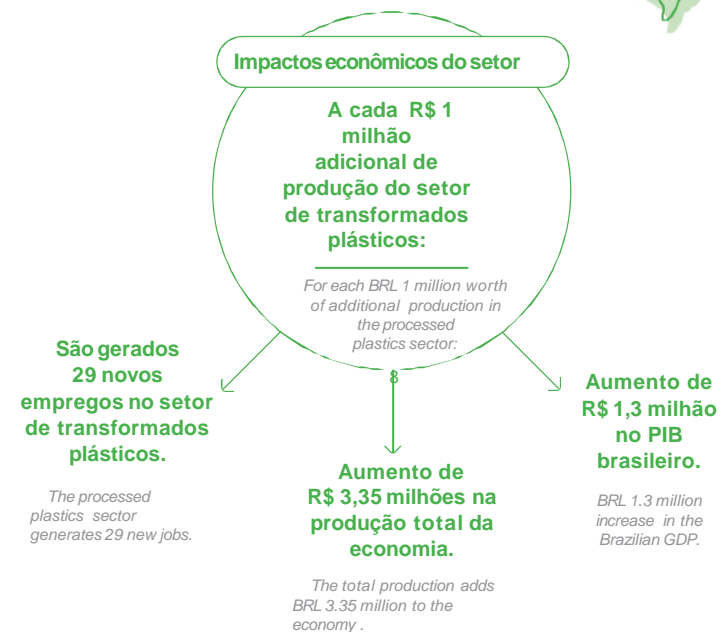 Impactos econômicos do setor
A cada R$ 1
milhão
adicional de
produção do setor
de transformados
plásticos:
For each BRL 1 million worth
of additional production in
the processed
plastics sector:
8
São gerados
29 novos
empregos no setor
de transformados
plásticos.
The processed
plastics sector
generates 29 new jobs.
Aumento de
R$ 3,35 milhões na
produção total da
economia.
The total production adds
BRL 3.35 million to the
economy .
Aumento de
R$ 1,3 milhão
no PIB
brasileiro.
BRL 1.3 million
increase in the
Brazilian GDP.